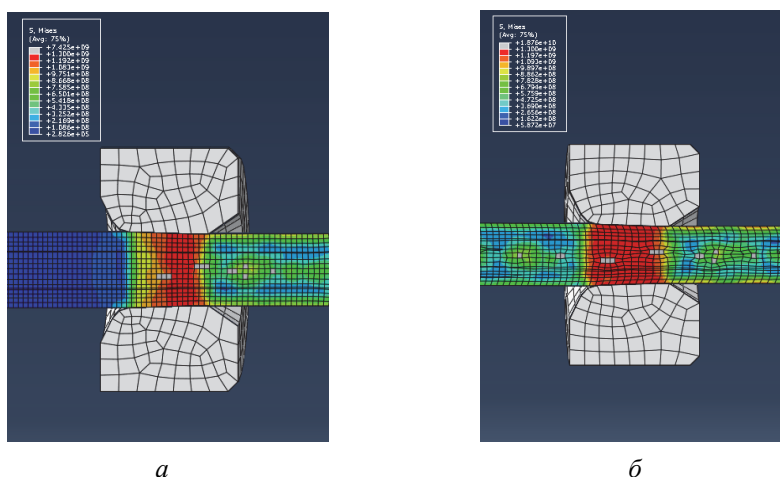 S, Mises
(Avg: 75%)
+7.425e+09
+1.300e+09
+1.192e+09
+1.083e+09
+9.751e+08
+8.668e+08
+7.585e+08
+6.501e+08
+5.418e+08
+4.335e+08
+3.252e+08
+2.169e+08
+1.086e+08
+2.826e+05
S, Mises
(Avg: 75%)
+1.876e+10
+1.300e+09
+1.197e+09
+1.093e+09
+9.897e+08
+8.862e+08
+7.828e+08
+6.794e+08
+5.759e+08
+4.725e+08
+3.690e+08
+2.656e+08
+1.622e+08
+5.872e+07
а
б